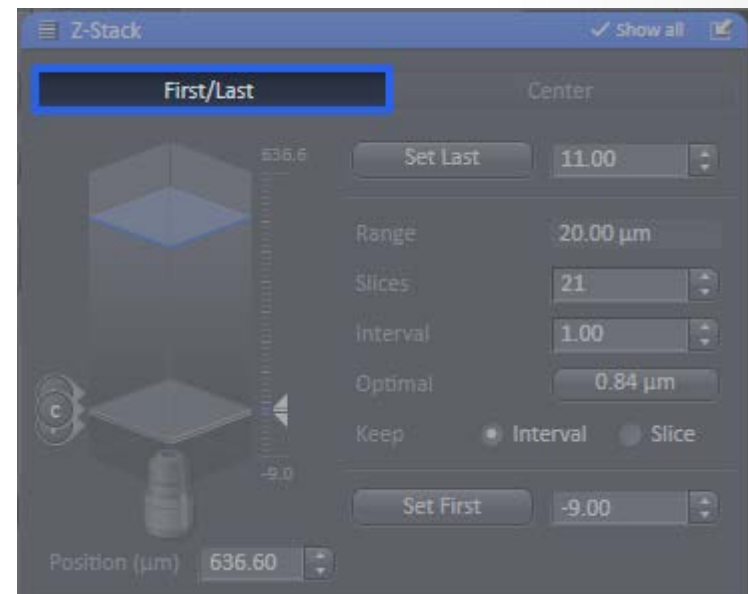 Z-Stack Show all
First/Last Center
636.6 Set Last 11.00
Range 20.00 µm
Slices 21
Interval 1.00
Optimal 0.84 µm
C
Keep Interval Slice
-9.0
Set First -9.00
Position (µm) 636.60